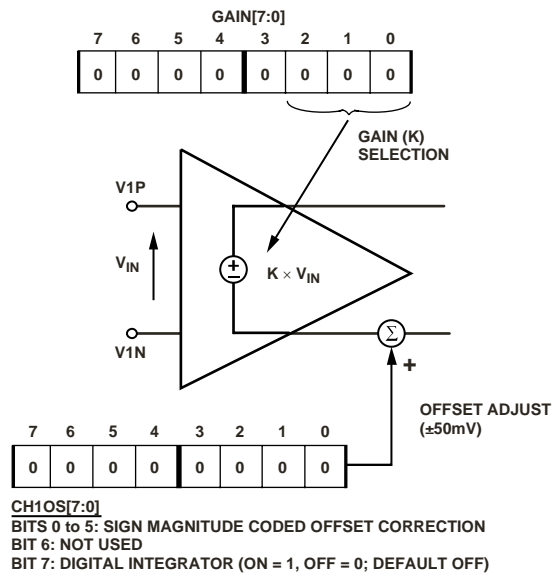 GAIN[7:0]
7 6 5 4 3 2 1 0
0 0 0 0 0 0 0 0
GAIN (K)
SELECTION
V1P
VIN
K × VIN
V1N
Σ
+
OFFSET ADJUST
(±50mV)
7 6 5 4 3 2 1 0
0 0 0 0 0 0 0 0
CH1OS[7:0]
BITS 0 to 5: SIGN MAGNITUDE CODED OFFSET CORRECTION
BIT 6: NOT USED
BIT 7: DIGITAL INTEGRATOR (ON = 1, OFF = 0; DEFAULT OFF)